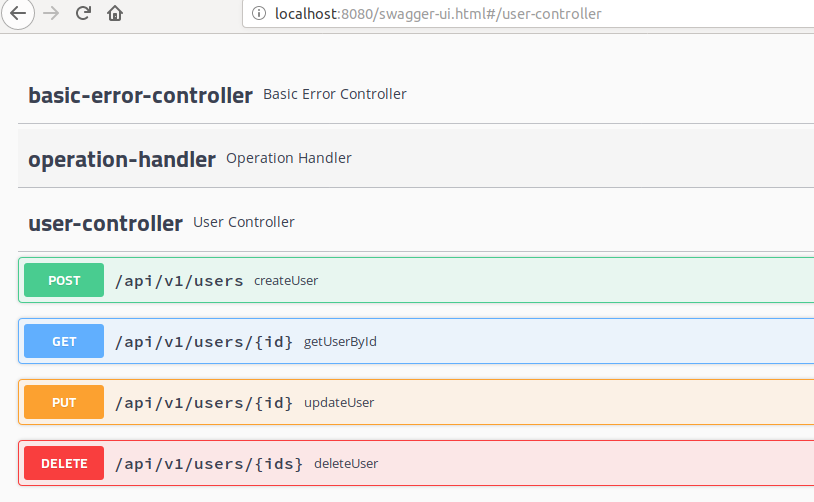 localhost:8080/swagger-ui.html#/user-controller
basic-error-controller Basic Error Controller
operation-handler Operation Handler
user-controller User Controller
POST /api/v1/users createUser
GET /api/v1/users/{id} getUserById
PUT /api/v1/users/{id} updateUser
DELETE /api/v1/users/{ids} deleteUser